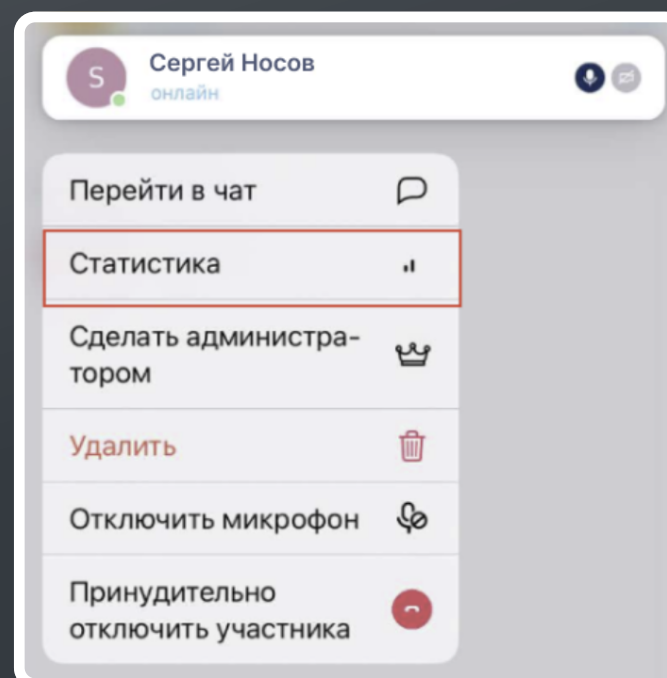 S
Сергей Носов
онлайн
Перейти в чат
Статистика
Сделать администра-
тором
Удалить
Отключить микрофон
Принудительно
отключить участника